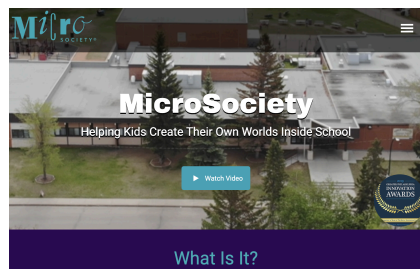 Micro
SOCIETY®
MicroSociety
Helping Kids Create Their Own Worlds Inside School
Watch Video
INNOVATION
AWARDS
What Is It?